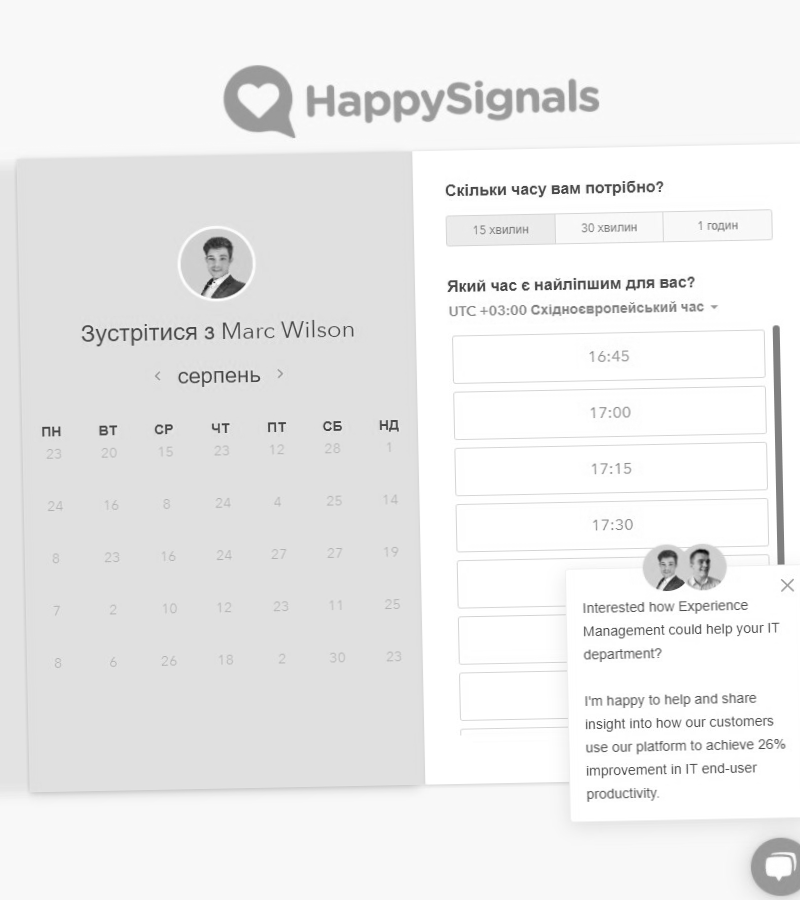 HappySignals
Зустрітися з Marc Wilson
серпень
ПН ВТ СР ЧТ ПТ СБ НД
23 20 15 23 12 28 1
24 16 8 24 4 25 14
8 23 16 24 27 27 19
7 2 10 12 23 11 25
8 6 26 18 2 30 23
Скільки часу вам потрібно?
15 хвилин 30 хвилин 1 годин
Який час є найліпшим для вас?
UTC +03:00 Східноєвропейський час
16:45
17:00
17:15
17:30
Interested how Experience
Management could help your IT
department?
I'm happy to help and share
insight into how our customers
use our platform to achieve 26%
improvement in IT end-user
productivity.